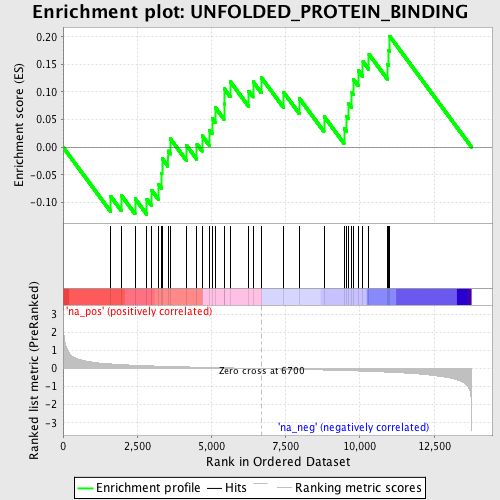 Enrichment plot: UNFOLDED_PROTEIN_BINDING
Enrichment score (ES)
0.20
0.15
0.10
0.05
0.00
-0.05
-0.10
'na_pos' (positively correlated)
Ranked list metric (PreRanked)
3
2
1
0
-1
-2
-3
Zero cross at 6700
'na_neg' (negatively correlated)
0 2,500 5,000 7,500 10,000 12,500
Rank in Ordered Dataset
Enrichment profile Hits Ranking metric scores